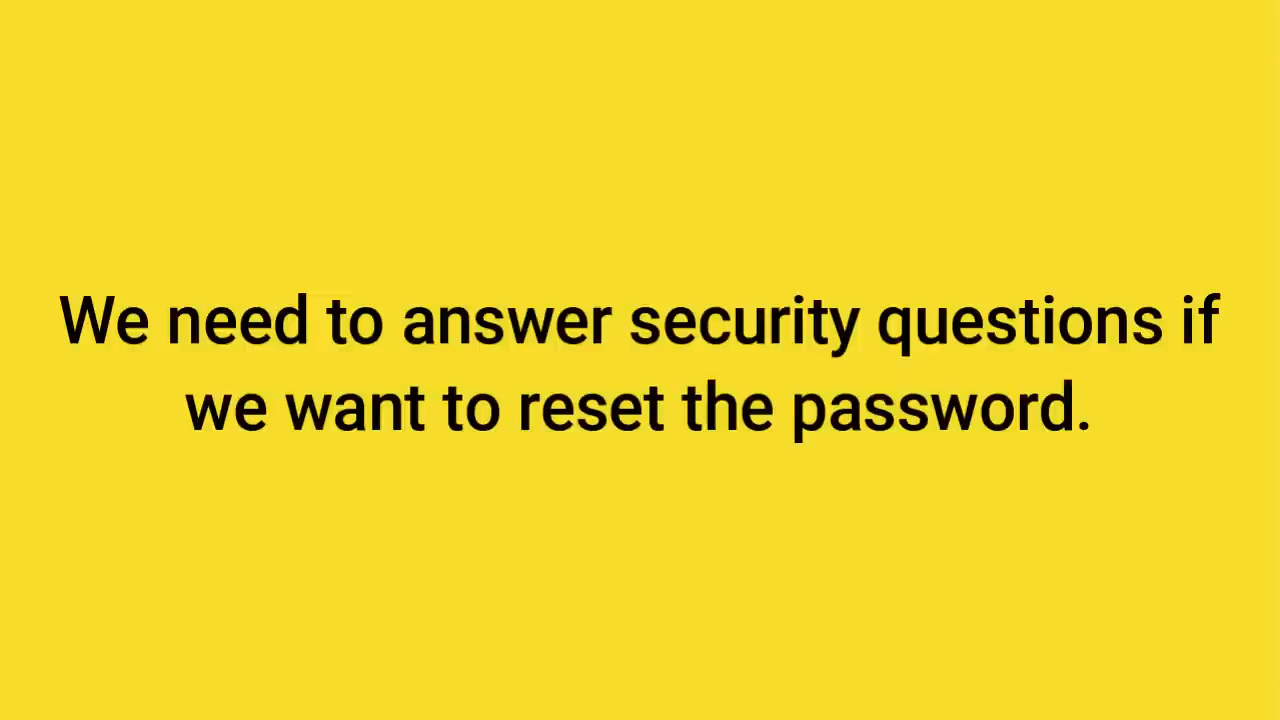 We need to answer security questions if
we want to reset the password.